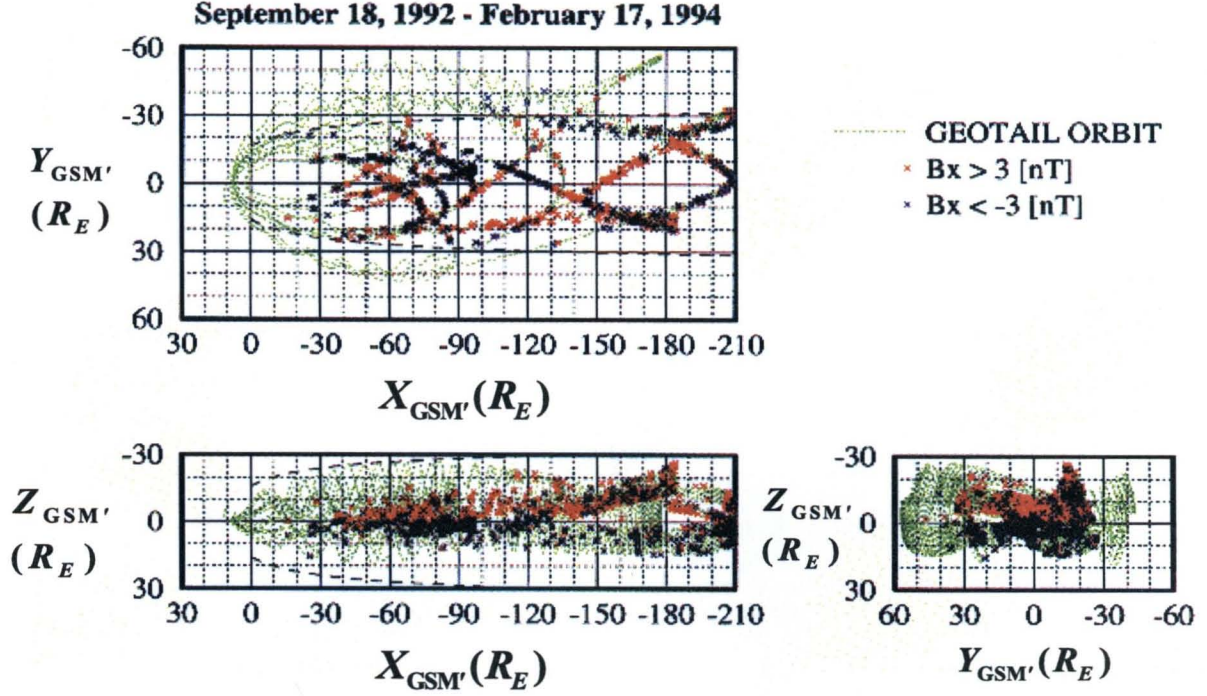 September 18, 1992 - February 17, 1994
-60
-30
0
30
60
Y GSM'
(R E)
30 0 -30 -60 -90 -120 -150 -180 -210
X GSM' (R E)
GEOTAIL ORBIT
Bx > 3 [nT]
Bx < -3 [nT]
-30
0
30
Z GSM'
(R E)
30 0 -30 -60 -90 -120 -150 -180 -210
X GSM' (R E)
-30
0
30
Z GSM'
(R E)
60 30 0 -30 -60
Y GSM' (R E)